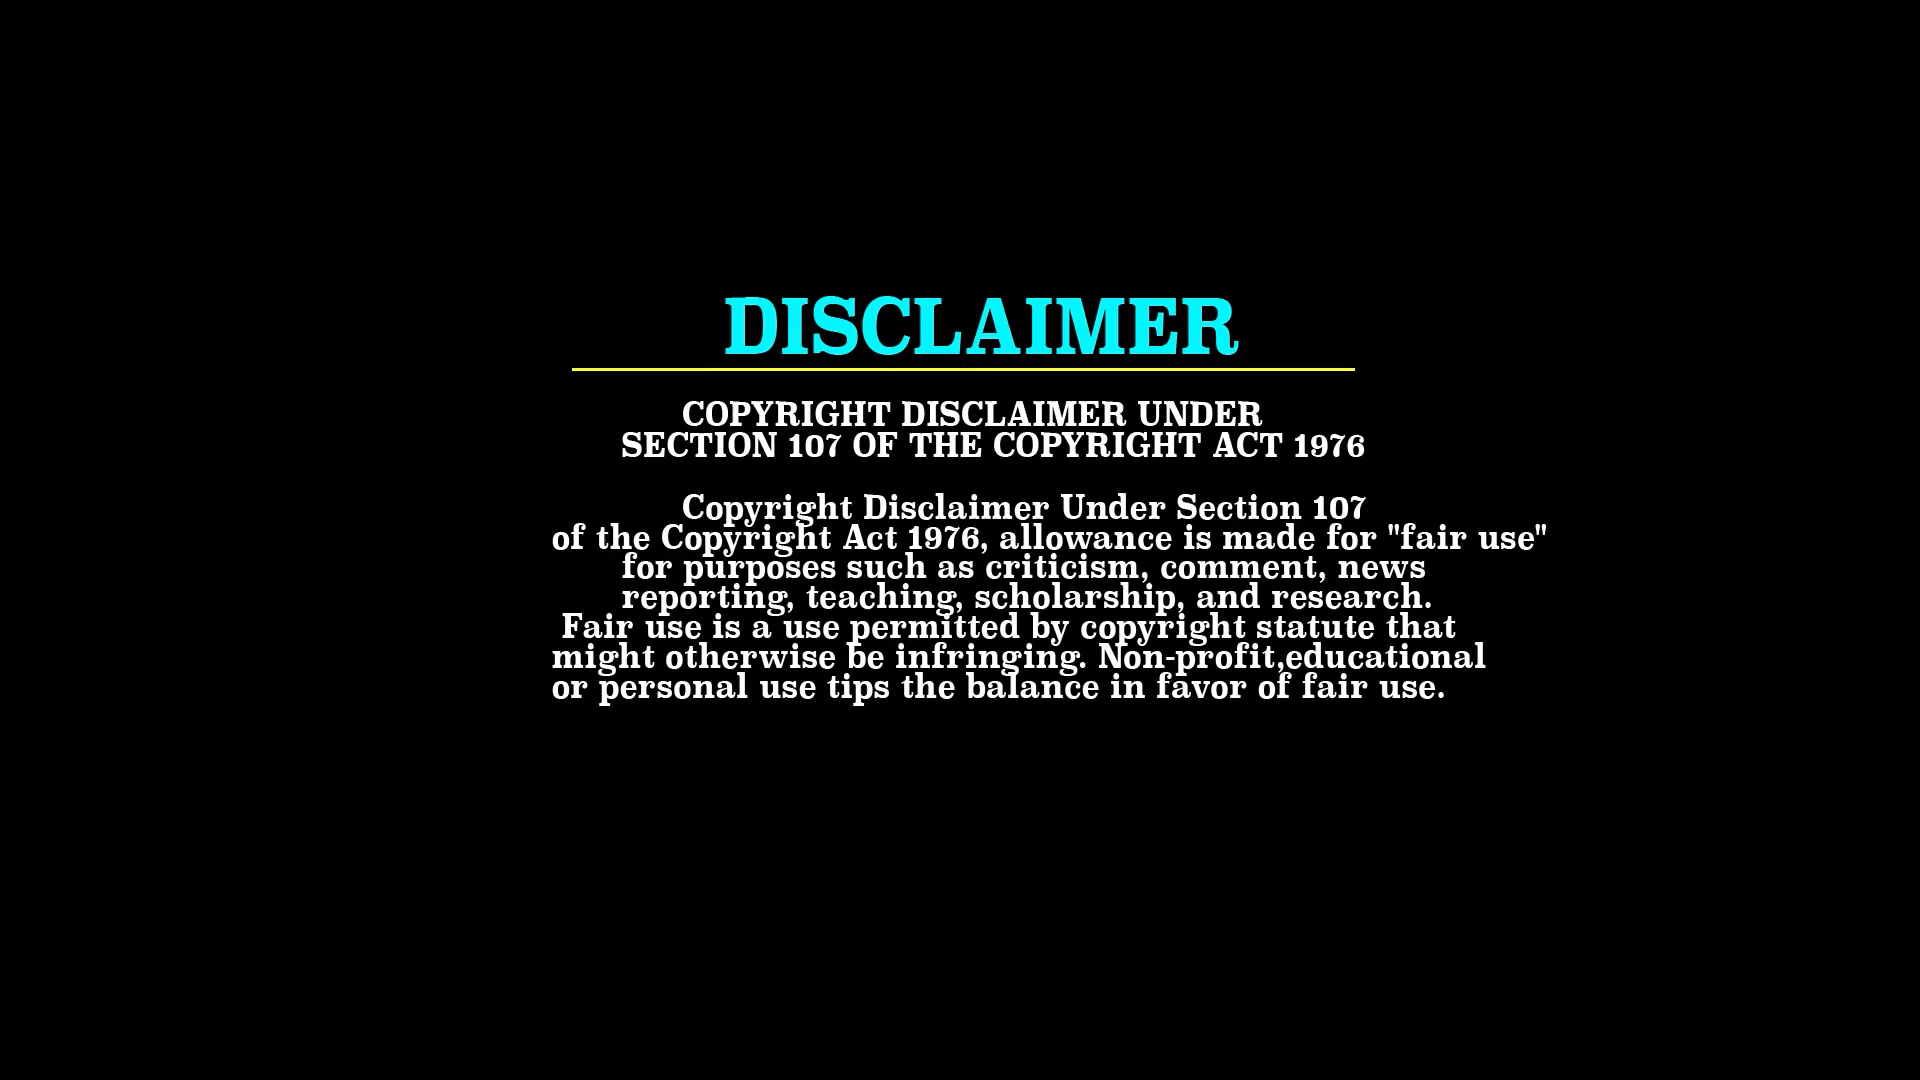 DISCLAIMER
COPYRIGHT DISCLAIMER UNDER
SECTION 107 OF THE COPYRIGHT ACT 1976
Copyright Disclaimer Under Section 107
of the Copyright Act 1976, allowance is made for "fair use"
for purposes such as criticism, comment, news
reporting, teaching, scholarship, and research.
Fair use is a use permitted by copyright statute that
might otherwise be infringing. Non-profit,educational
or personal use tips the balance in favor of fair use.